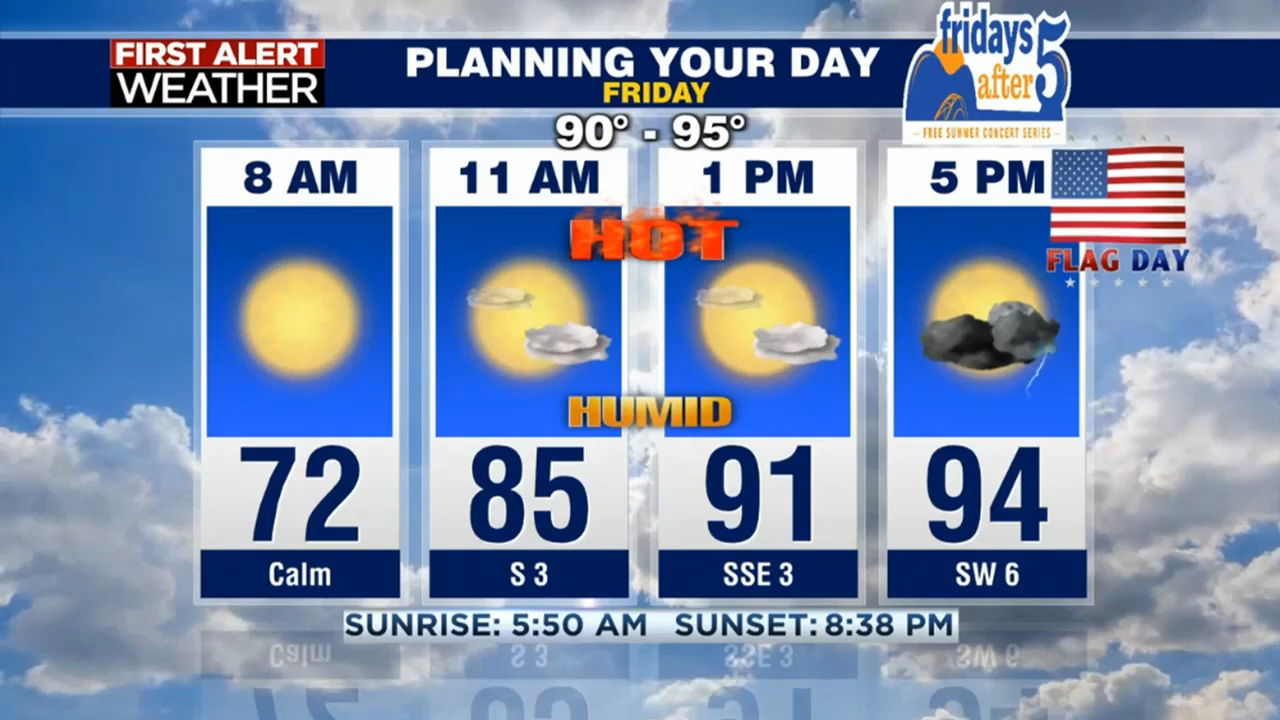 FIRST ALERT
WEATHER
PLANNING YOUR DAY
FRIDAY
fridays
after 5
FREE SUMMER CONCERT SERIES
90° - 95°
8 AM
11 AM
1 PM
5 PM
FLAG DAY
HOT
HUMID
72
85
91
94
Calm
S 3
SSE 3
SW 6
SUNRISE: 5:50 AM SUNSET: 8:38 PM